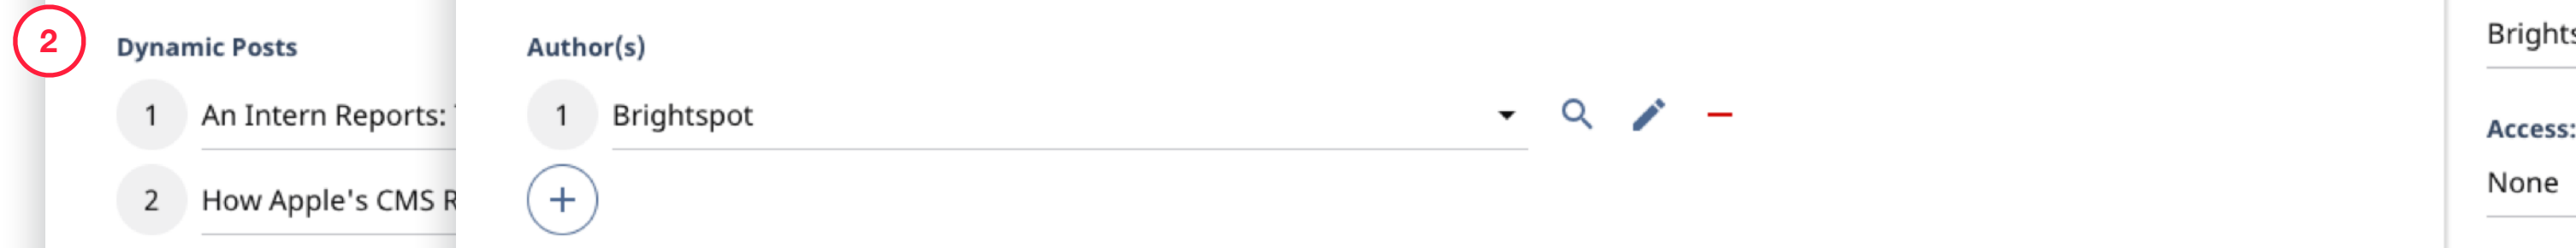 2
Dynamic Posts
1 An Intern Reports:
2 How Apple's CMS
Author(s)
1 Brightspot
+
Access:
None